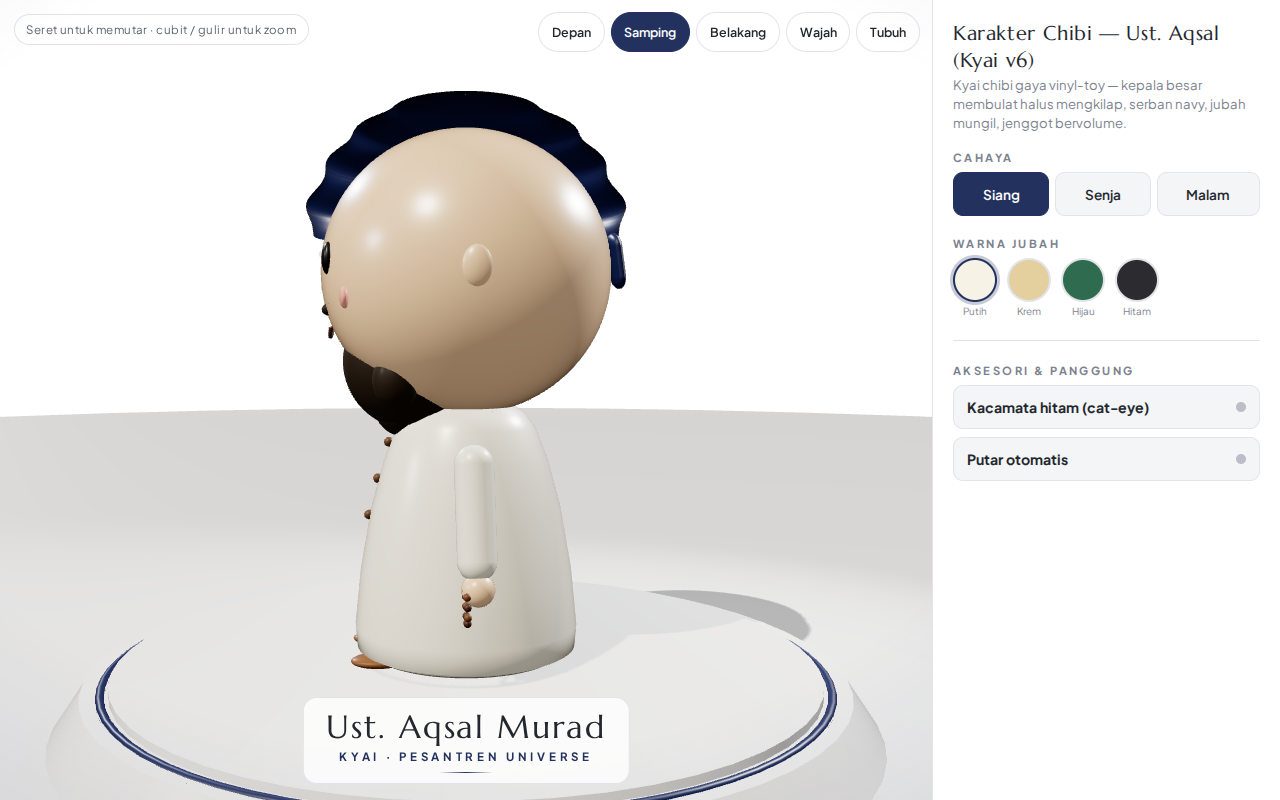 Seret untuk memutar · cubit / gulir untuk zoom
Depan
Samping
Belakang
Wajah
Tubuh
Karakter Chibi — Ust. Aqsal
(Kyai v6)
Kyai chibi gaya vinyl-toy — kepala besar
membulat halus mengkilap, serban navy, jubah
mungil, jenggot bervolume.
CAHAYA
Siang
Senja
Malam
WARNA JUBAH
Putih
Krem
Hijau
Hitam
AKSESORI & PANGGUNG
Kacamata hitam (cat-eye)
Putar otomatis
Ust. Aqsal Murad
KYAI · PESANTREN UNIVERSE